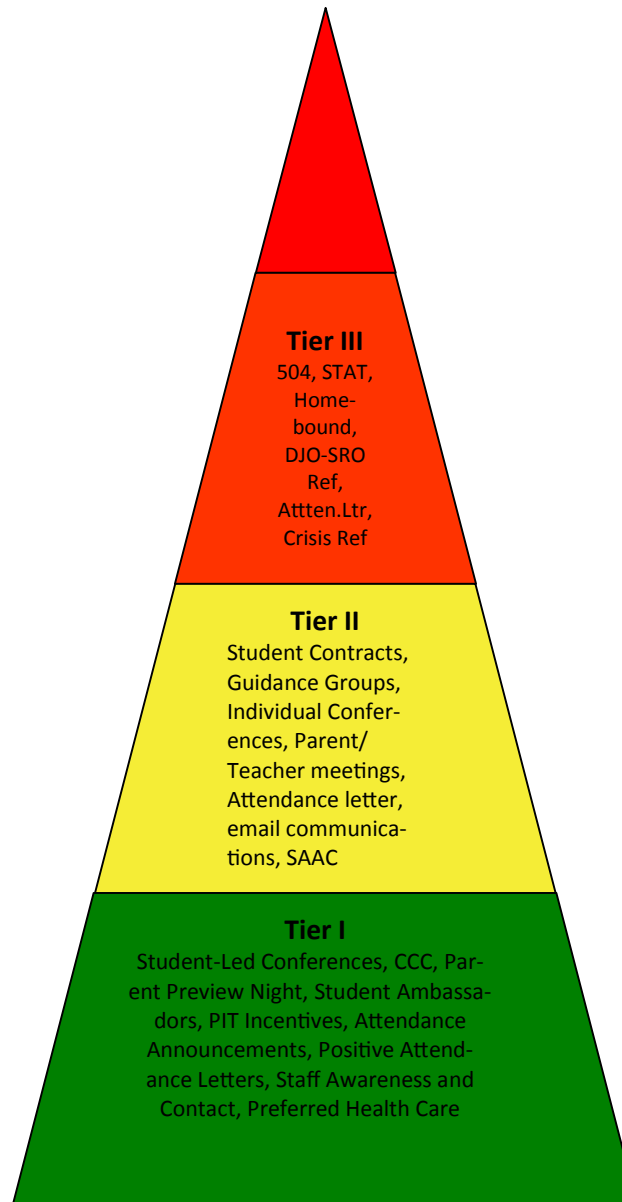 Tier III
504, STAT,
Home-
bound,
DJO-SRO
Ref,
Attten.Ltr,
Crisis Ref
Tier II
Student Contracts,
Guidance Groups,
Individual Confer-
ences, Parent/
Teacher meetings,
Attendance letter,
email communica-
tions, SAAC
Tier I
Student-Led Conferences, CCC, Par-
ent Preview Night, Student Ambassa-
dors, PIT Incentives, Attendance
Announcements, Positive Attend-
ance Letters, Staff Awareness and
Contact, Preferred Health Care